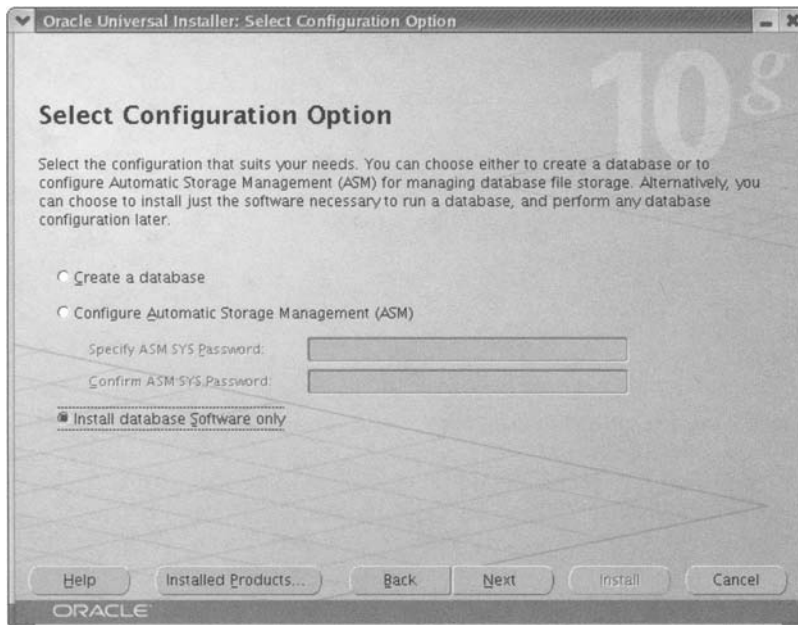 Oracle Universal Installer: Select Configuration Option
10g
Select Configuration Option
Select the configuration that suits your needs. You can choose either to create a database or to
configure Automatic Storage Management (ASM) for managing database file storage. Alternatively, you
can choose to install just the software necessary to run a database, and perform any database
configuration later.
Create a database
Configure Automatic Storage Management (ASM)
Specify ASM SYS Password:
Confirm ASM SYS Password:
Install database Software only
Help Installed Products... Back Next Install Cancel
ORACLE